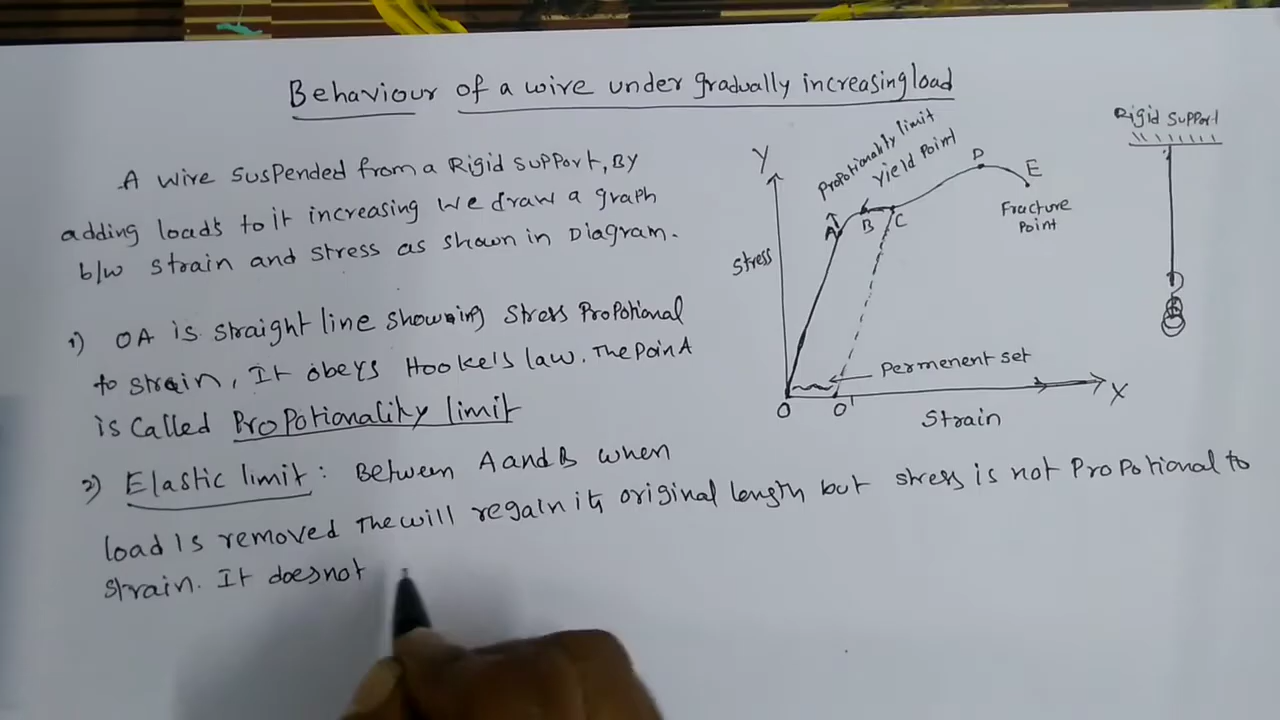 Behaviour of a wire under gradually increasing load
A wire suspended from a Rigid support, By
adding loads to it increasing we draw a graph
b/w strain and stress as shown in Diagram.
1) OA is straight line showing stress Propotional
to strain, It obeys Hooke's law. The Poin A
is called Propotionality limit
2) Elastic limit: Between A and B when
load is removed The will regain its original length but stress is not Propotional to
strain. It doesnot
Y
Stress
Propotionably limit
yield point
A
B
C
D
E
Fracture
Point
Permenent set
O
O'
X
Strain
Rigid support